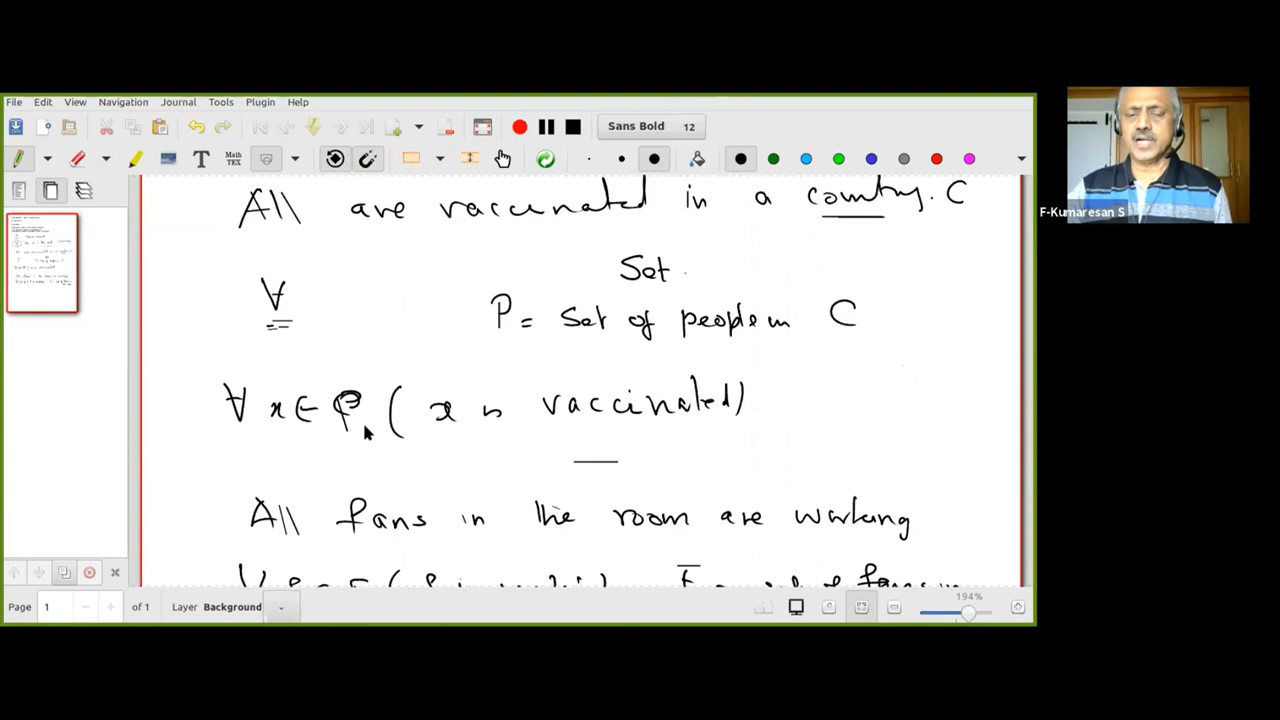 File Edit View Navigation Journal Tools Plugin Help
Sans Bold 12
T Math TEX
F-Kumaresan S
All are vaccinated in a country. C
Set
∀ P = Set of people in C
∀ x ∈ P ( x is vaccinated)
All fans in the room are working
Page 1 of 1 Layer Background 194%